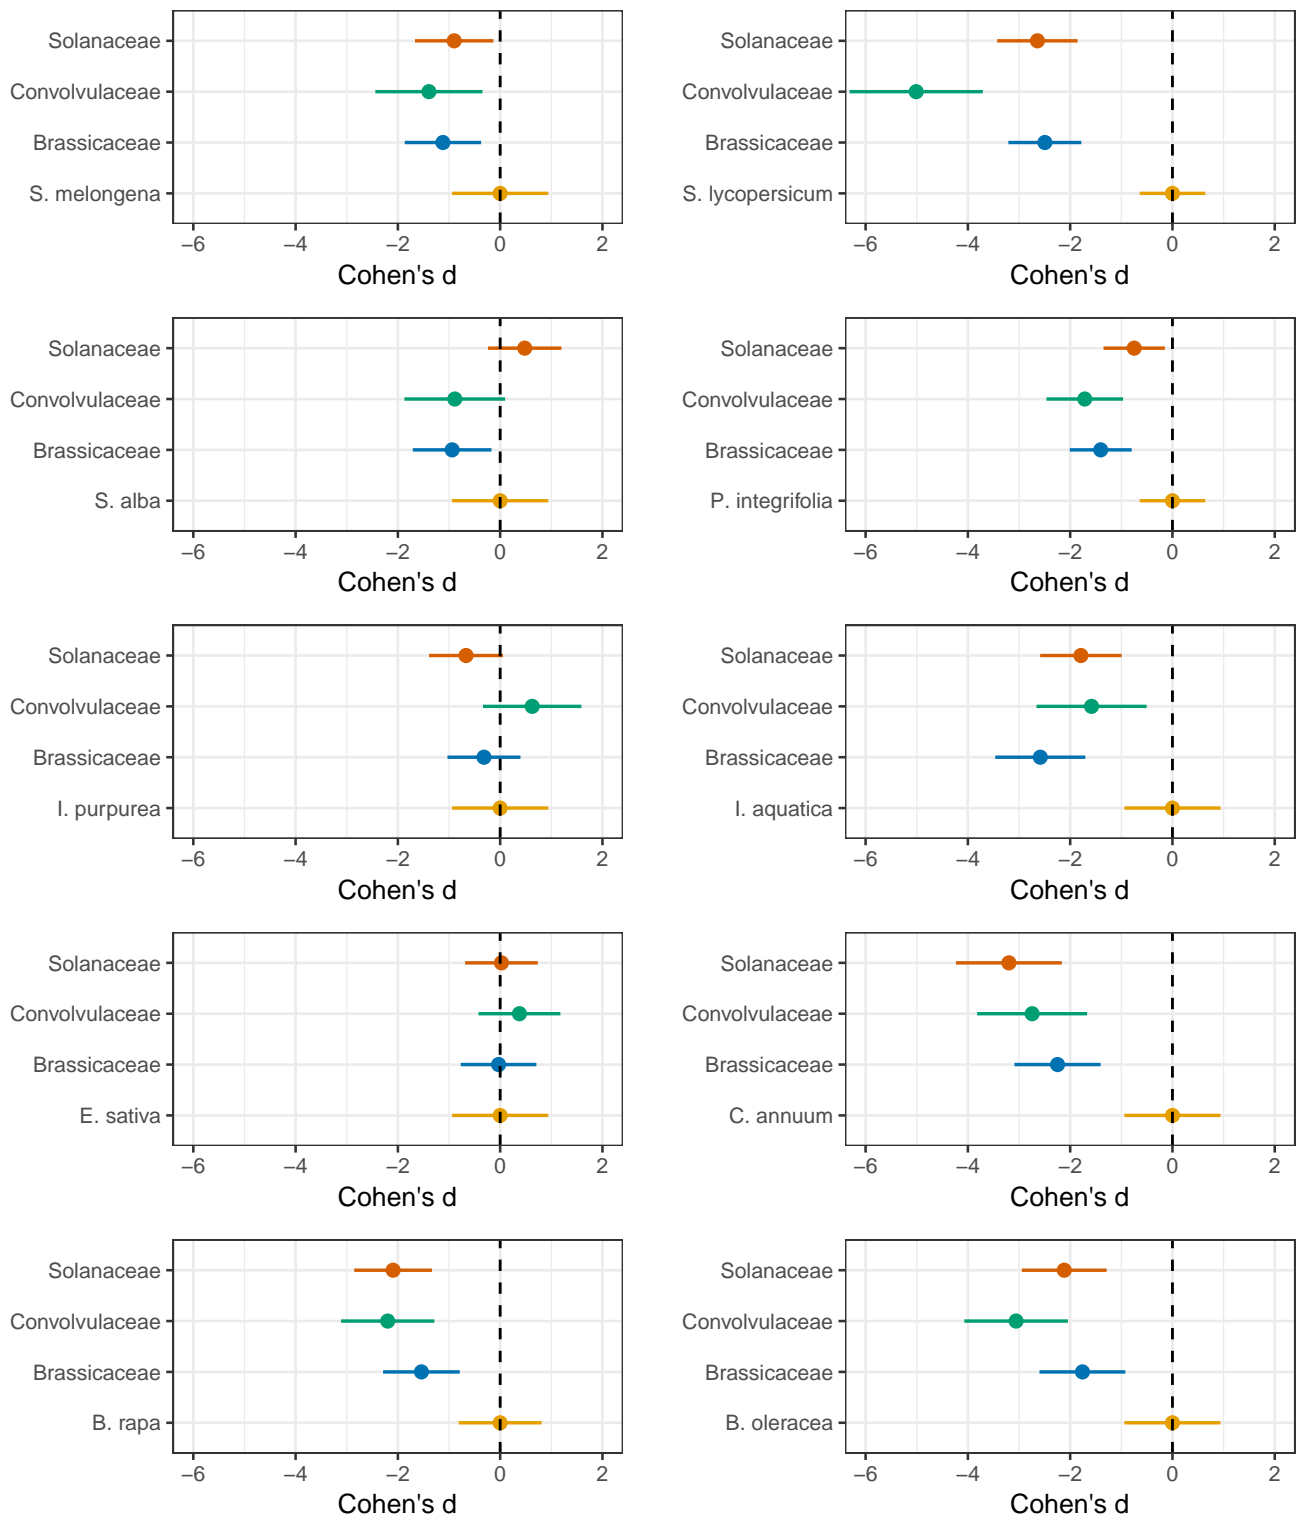 Solanaceae
Convolvulaceae
Brassicaceae
S. melongena
−6 −4 −2 0 2
Cohen's d
Solanaceae
Convolvulaceae
Brassicaceae
S. lycopersicum
−6 −4 −2 0 2
Cohen's d
Solanaceae
Convolvulaceae
Brassicaceae
S. alba
−6 −4 −2 0 2
Cohen's d
Solanaceae
Convolvulaceae
Brassicaceae
P. integrifolia
−6 −4 −2 0 2
Cohen's d
Solanaceae
Convolvulaceae
Brassicaceae
I. purpurea
−6 −4 −2 0 2
Cohen's d
Solanaceae
Convolvulaceae
Brassicaceae
I. aquatica
−6 −4 −2 0 2
Cohen's d
Solanaceae
Convolvulaceae
Brassicaceae
E. sativa
−6 −4 −2 0 2
Cohen's d
Solanaceae
Convolvulaceae
Brassicaceae
C. annuum
−6 −4 −2 0 2
Cohen's d
Solanaceae
Convolvulaceae
Brassicaceae
B. rapa
−6 −4 −2 0 2
Cohen's d
Solanaceae
Convolvulaceae
Brassicaceae
B. oleracea
−6 −4 −2 0 2
Cohen's d